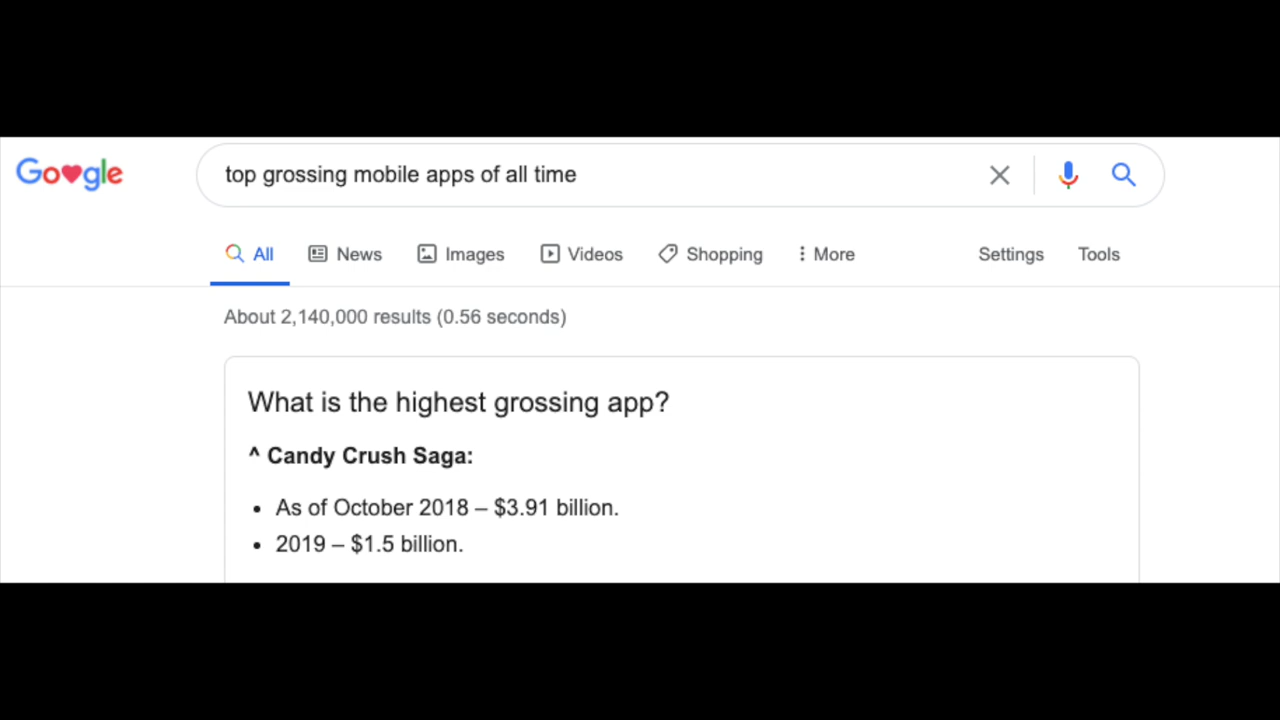 Go♥gle
top grossing mobile apps of all time
All News Images Videos Shopping More Settings Tools
About 2,140,000 results (0.56 seconds)
What is the highest grossing app?
^ Candy Crush Saga:
• As of October 2018 – $3.91 billion.
• 2019 – $1.5 billion.